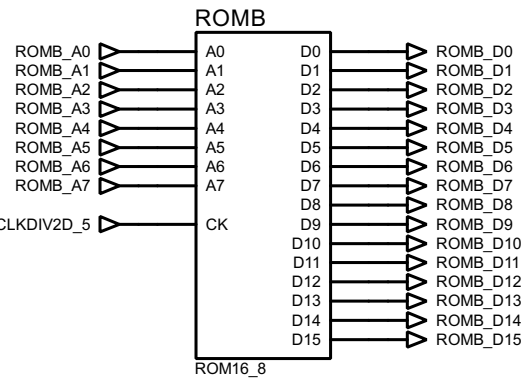 ROMB
ROMB_A0 A0 D0 ROMB_D0
ROMB_A1 A1 D1 ROMB_D1
ROMB_A2 A2 D2 ROMB_D2
ROMB_A3 A3 D3 ROMB_D3
ROMB_A4 A4 D4 ROMB_D4
ROMB_A5 A5 D5 ROMB_D5
ROMB_A6 A6 D6 ROMB_D6
ROMB_A7 A7 D7 ROMB_D7
D8 ROMB_D8
CLKDIV2D_5 CK D9 ROMB_D9
D10 ROMB_D10
D11 ROMB_D11
D12 ROMB_D12
D13 ROMB_D13
D14 ROMB_D14
D15 ROMB_D15
ROM16_8